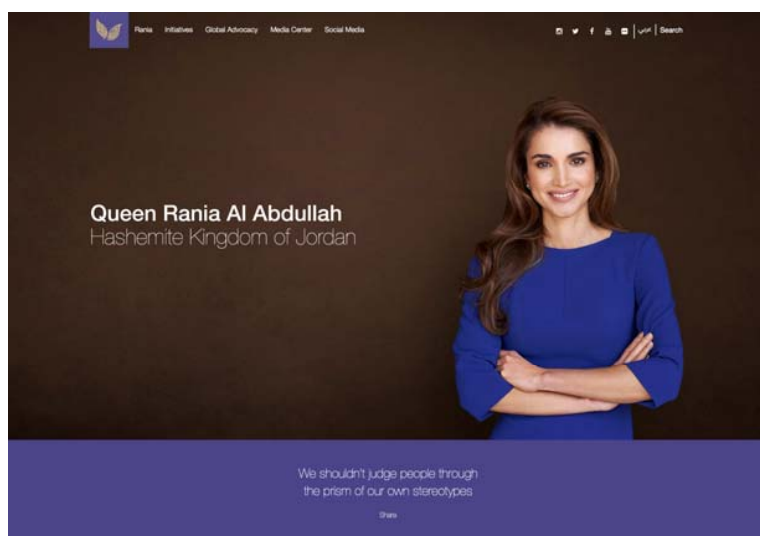 Rania Initiatives Global Advocacy Media Center Social Media
عربي Search
Queen Rania Al Abdullah
Hashemite Kingdom of Jordan
We shouldn't judge people through
the prism of our own stereotypes
Share